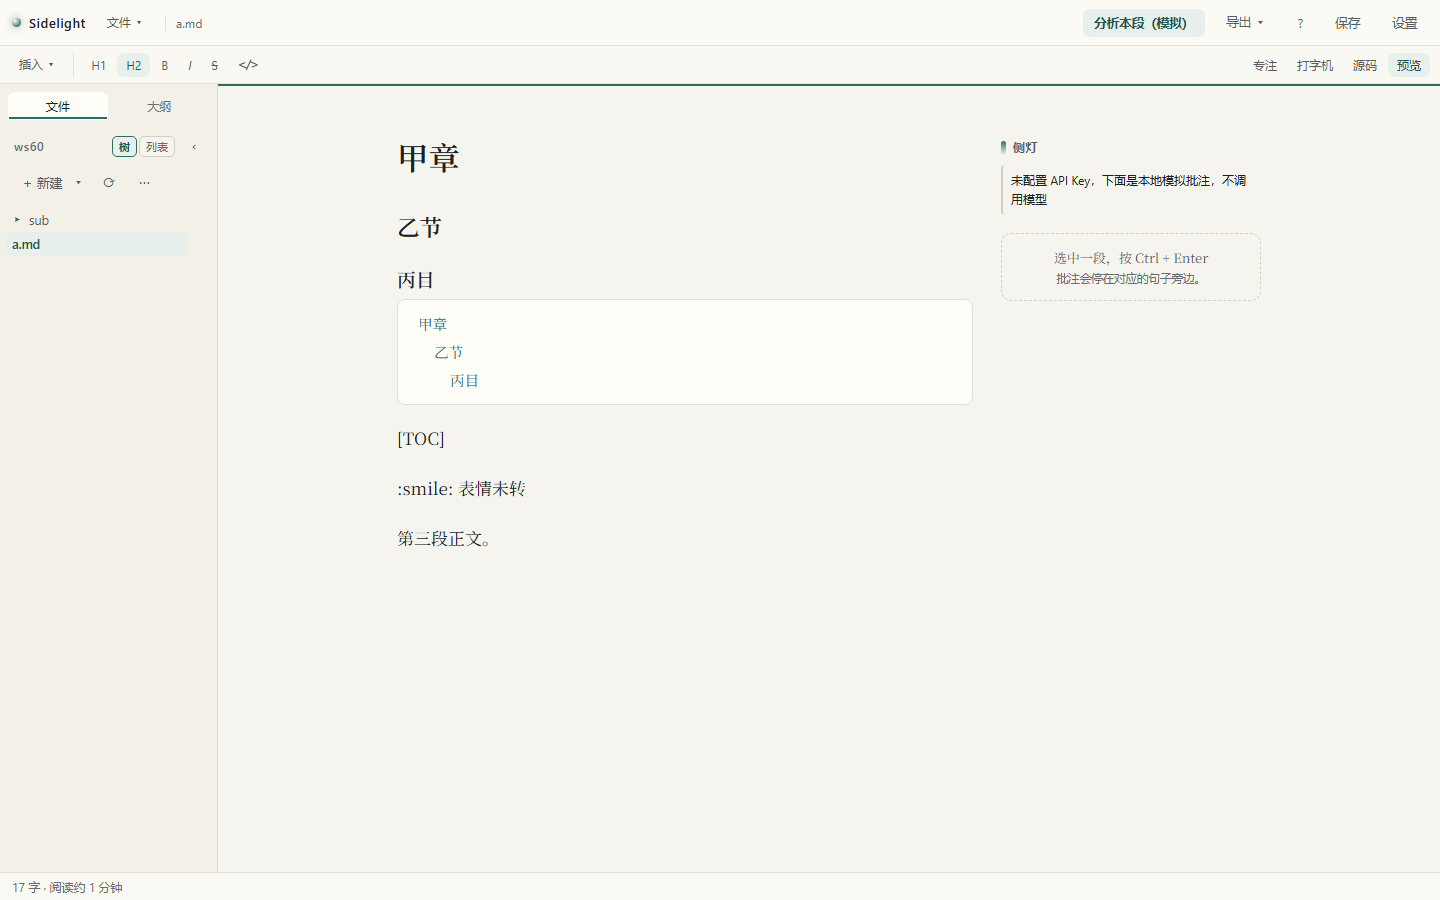 Sidelight 文件 a.md 分析本段（模拟） 导出 ? 保存 设置
插入 H1 H2 B I S </> 专注 打字机 源码 预览
文件 大纲
ws60 树 列表 ‹
+ 新建 ···
sub
a.md
甲章
乙节
丙目
甲章
乙节
丙目
[TOC]
:smile: 表情未转
第三段正文。
侧灯
未配置 API Key，下面是本地模拟批注，不调
用模型
选中一段，按 Ctrl + Enter
批注会停在对应的句子旁边。
17 字 · 阅读约 1 分钟